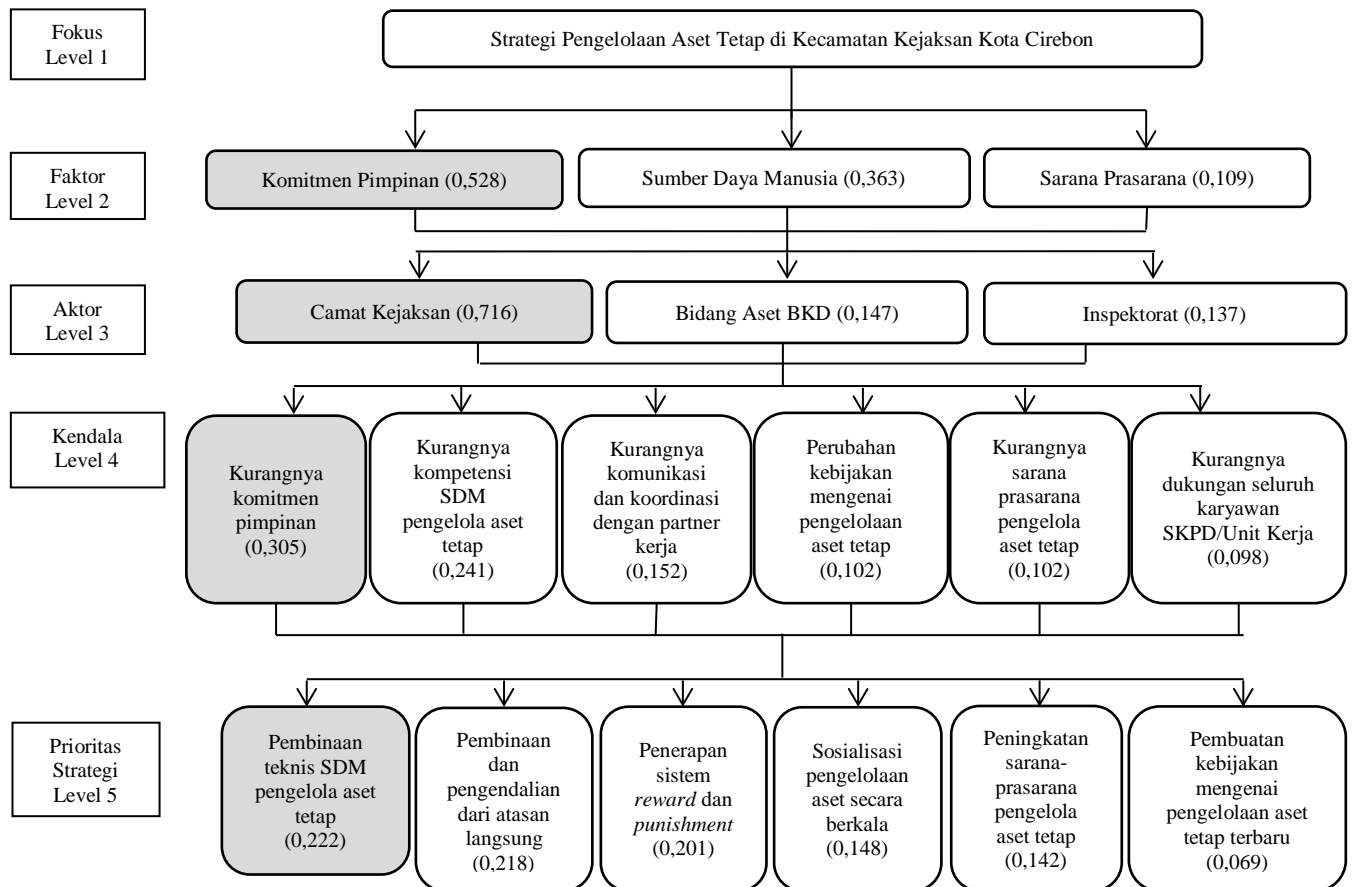 Fokus
Level 1
Strategi Pengelolaan Aset Tetap di Kecamatan Kejaksan Kota Cirebon
Faktor
Level 2
Komitmen Pimpinan (0,528)
Sumber Daya Manusia (0,363)
Sarana Prasarana (0,109)
Aktor
Level 3
Camat Kejaksan (0,716)
Bidang Aset BKD (0,147)
Inspektorat (0,137)
Kendala
Level 4
Kurangnya
komitmen
pimpinan
(0,305)
Kurangnya
kompetensi
SDM
pengelola aset
tetap
(0,241)
Kurangnya
komunikasi
dan koordinasi
dengan partner
kerja
(0,152)
Perubahan
kebijakan
mengenai
pengelolaan
aset tetap
(0,102)
Kurangnya
sarana
prasarana
pengelola
aset tetap
(0,102)
Kurangnya
dukungan seluruh
karyawan
SKPD/Unit Kerja
(0,098)
Prioritas
Strategi
Level 5
Pembinaan
teknis SDM
pengelola aset
tetap
(0,222)
Pembinaan
dan
pengendalian
dari atasan
langsung
(0,218)
Penerapan
sistem
reward dan
punishment
(0,201)
Sosialisasi
pengelolaan
aset secara
berkala
(0,148)
Peningkatan
sarana-
prasarana
pengelola
aset tetap
(0,142)
Pembuatan
kebijakan
mengenai
pengelolaan aset
tetap terbaru
(0,069)